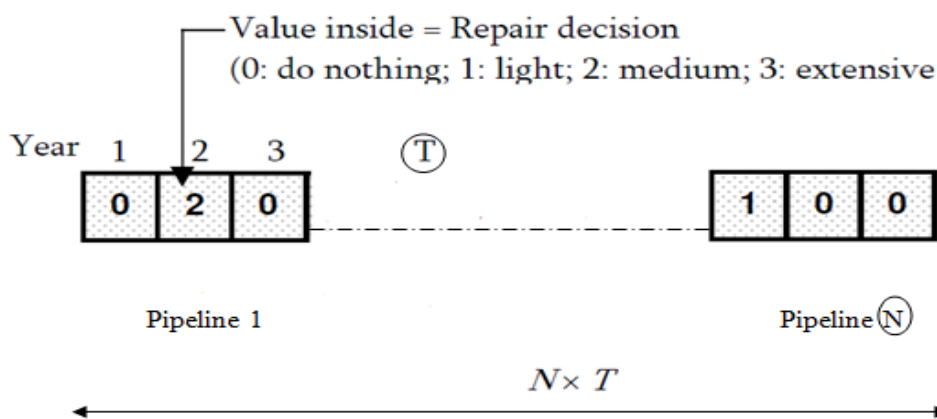 Value inside = Repair decision
(0: do nothing; 1: light; 2: medium; 3: extensive
Year 1 2 3 T
0 2 0 1 0 0
Pipeline 1 Pipeline N
N× T